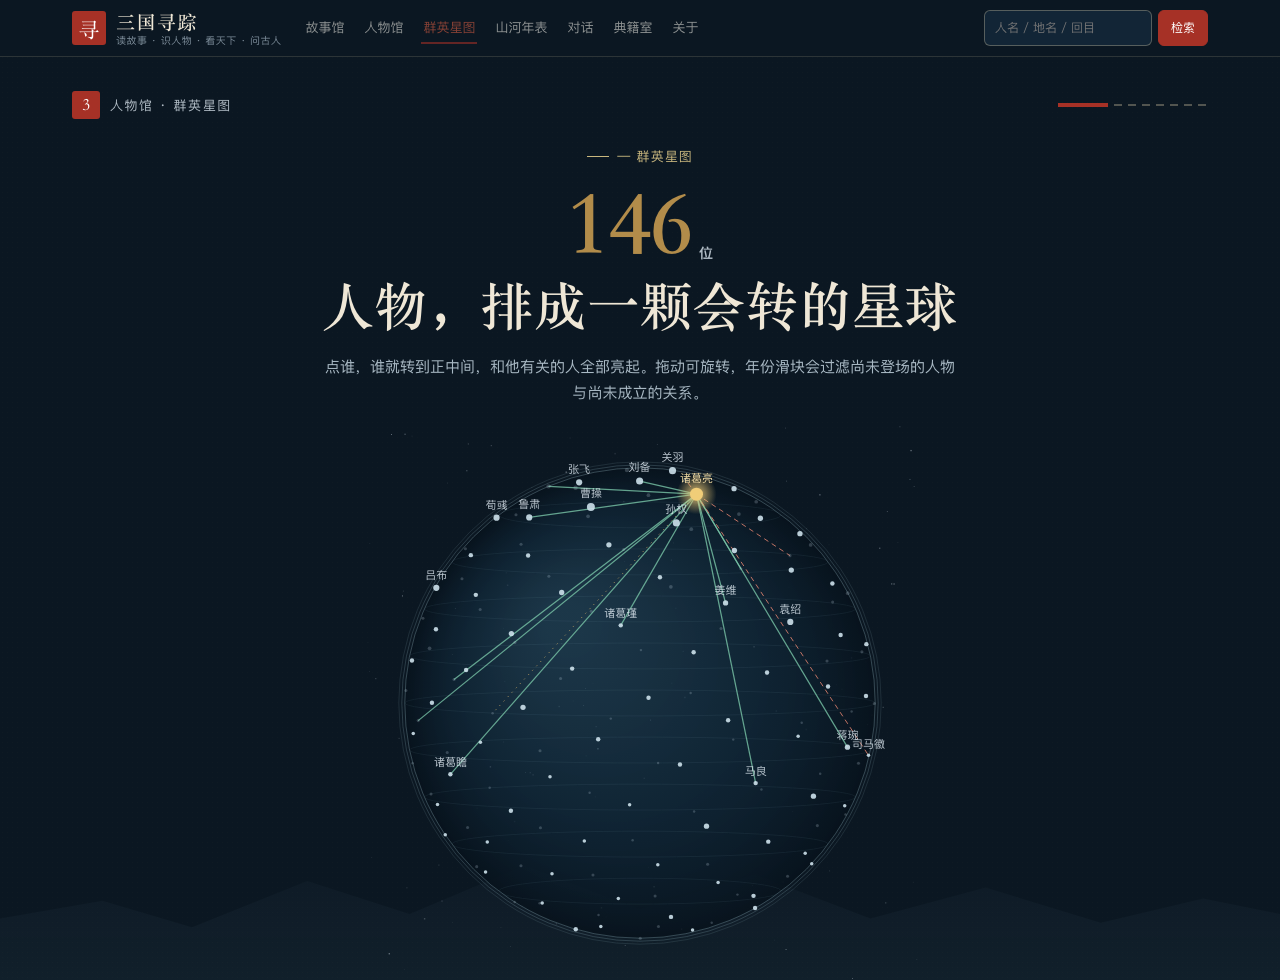 寻
三国寻踪
读故事 · 识人物 · 看天下 · 问古人
故事馆
人物馆
群英星图
山河年表
对话
典籍室
关于
人名 / 地名 / 回目
检索
3
人物馆 · 群英星图
一 群英星图
146 位
人物，排成一颗会转的星球
点谁，谁就转到正中间，和他有关的人全部亮起。拖动可旋转，年份滑块会过滤尚未登场的人物
与尚未成立的关系。
关羽
张飞
刘备
诸葛亮
曹操
荀彧
鲁肃
孙权
吕布
姜维
诸葛瑾
袁绍
蒋琬
司马徽
诸葛瞻
马良